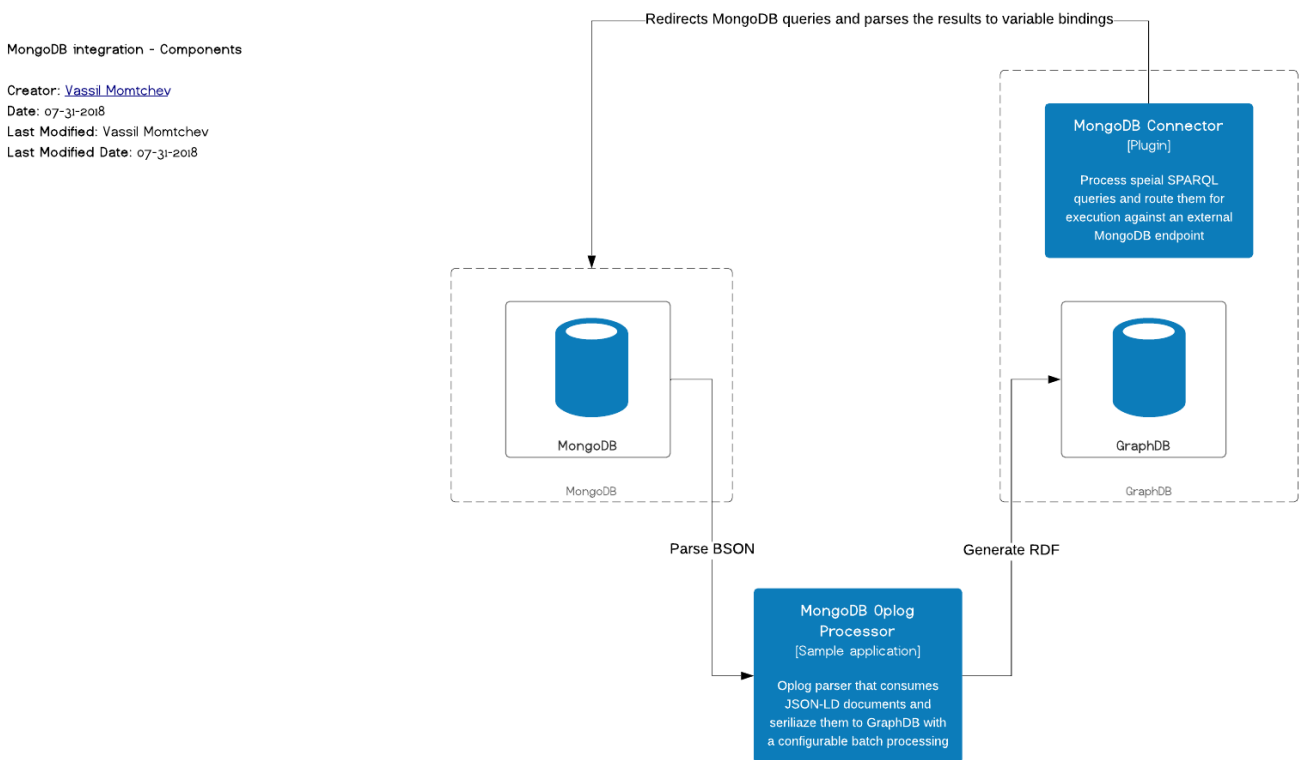 Redirects MongoDB queries and parses the results to variable bindings
MongoDB integration - Components
Creator: Vassil Momtchev
Date: 07-31-2018
Last Modified: Vassil Momtchev
Last Modified Date: 07-31-2018
MongoDB Connector
[Plugin]
Process speial SPARQL
queries and route them for
execution against an external
MongoDB endpoint
MongoDB
MongoDB
GraphDB
GraphDB
Parse BSON
Generate RDF
MongoDB Oplog
Processor
[Sample application]
Oplog parser that consumes
JSON-LD documents and
seriliaze them to GraphDB with
a configurable batch processing